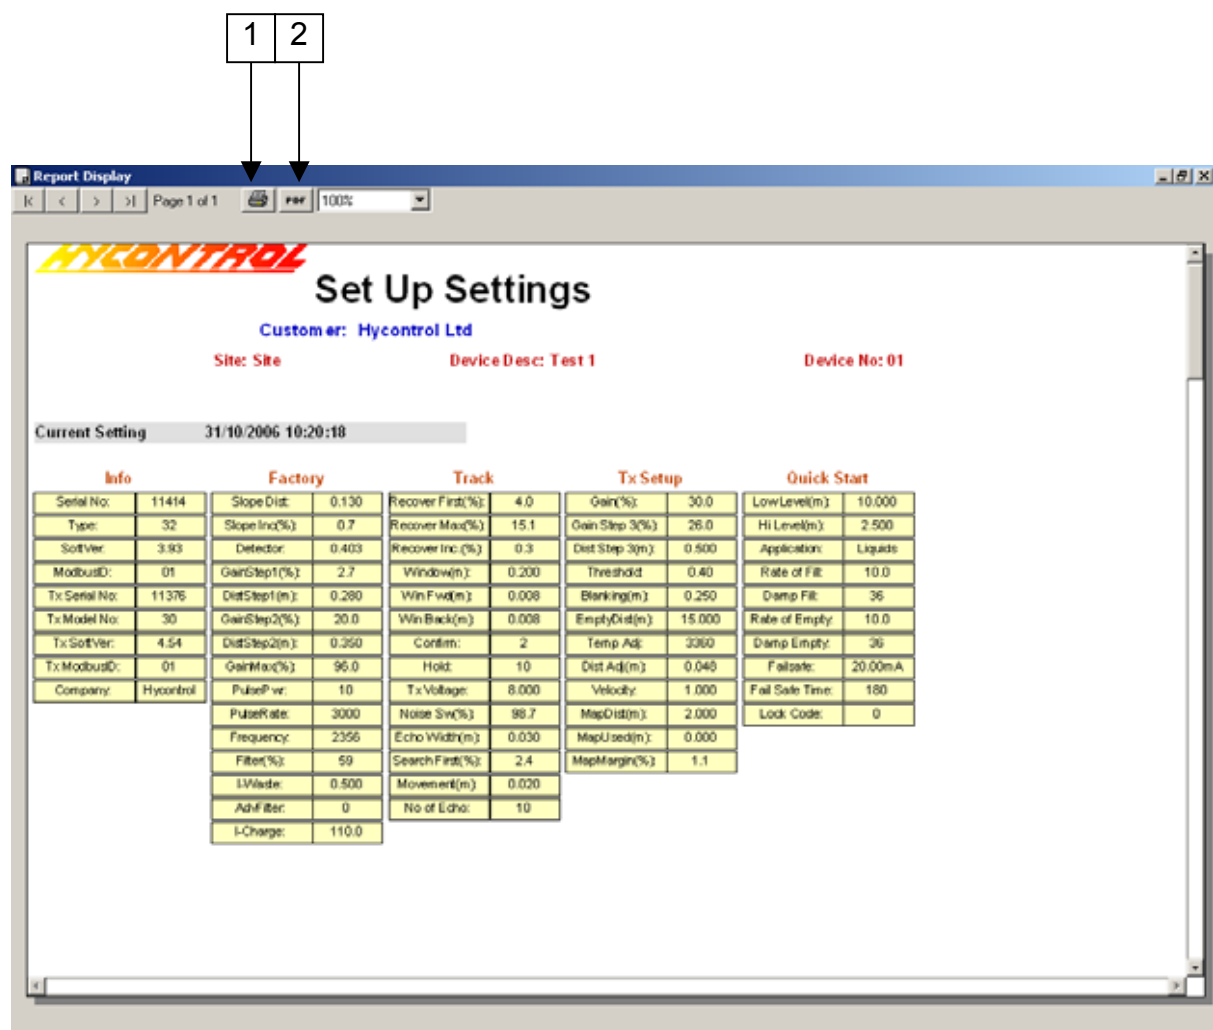 1 2
Report Display
Page 1 of 1 PDF 100%
HYCONTROL
Set Up Settings
Customer: Hycontrol Ltd
Site: Site Device Desc: Test 1 Device No: 01
Current Setting 31/10/2006 10:20:18
Info Factory Track Tx Setup Quick Start
Serial No: 11414 Slope Dist: 0.130 Recover First(%): 4.0 Gain(%): 30.0 Low Level(m): 10.000
Type: 32 Slope Inc(%): 0.7 Recover Max(%): 15.1 Gain Step 3(%): 26.0 Hi Level(m): 2.500
SoftVer: 3.93 Detector: 0.403 Recover Inc.(%): 0.3 Dist Step 3(m): 0.500 Application: Liquids
ModbusID: 01 GainStep1(%): 2.7 Window(m): 0.200 Threshold: 0.40 Rate of Fill: 10.0
Tx Serial No: 11376 DistStep1(m): 0.280 Win Fwd(m): 0.008 Blanking(m): 0.250 Damp Fill: 36
Tx Model No: 30 GainStep2(%): 20.0 Win Back(m): 0.008 EmptyDist(m): 15.000 Rate of Empty: 10.0
Tx SoftVer: 4.54 DistStep2(m): 0.350 Confirm: 2 Temp Adj: 3360 Damp Empty: 36
Tx ModbusID: 01 GainMax(%): 95.0 Hold: 10 Dist Adj(m): 0.048 Failsafe: 20.00mA
Company: Hycontrol PulsePwr: 10 Tx Voltage: 8.000 Velocity: 1.000 Fail Safe Time: 180
PulseRate: 3000 Noise Sw(%): 98.7 MapDist(m): 2.000 Lock Code: 0
Frequency: 2356 Echo Width(m): 0.030 MapUsed(m): 0.000
Filter(%): 59 Search First(%): 2.4 MapMargin(%): 1.1
I-Waste: 0.500 Movement(m): 0.020
AdvFilter: 0 No of Echo: 10
I-Charge: 110.0